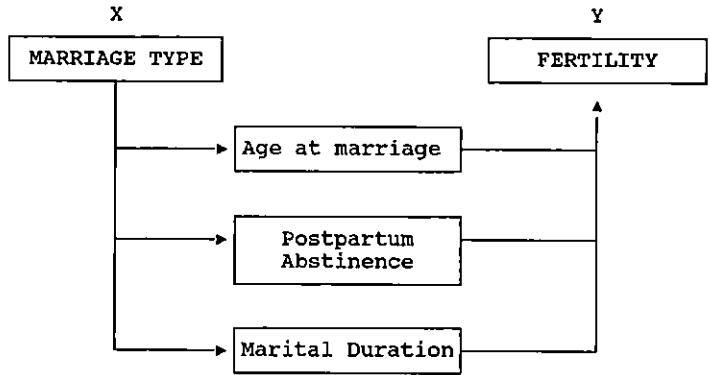 X
Y
MARRIAGE TYPE
FERTILITY
Age at marriage
Postpartum
Abstinence
Marital Duration